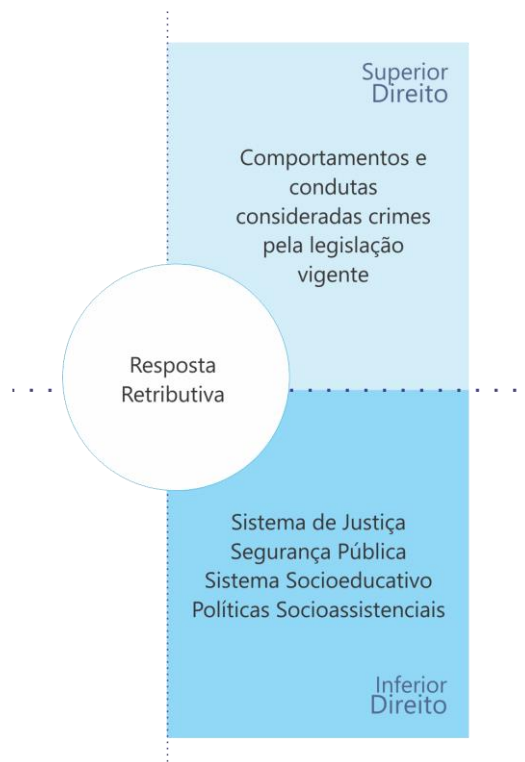 Superior
Direito
Comportamentos e
condutas
consideradas crimes
pela legislação
vigente
Resposta
Retributiva
Sistema de Justiça
Segurança Pública
Sistema Socioeducativo
Políticas Socioassistenciais
Inferior
Direito